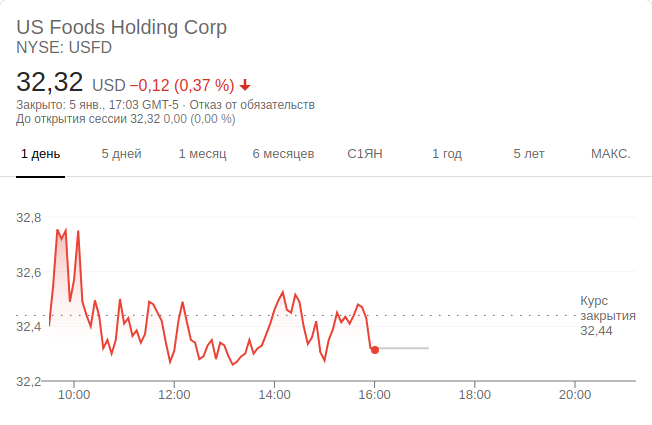 US Foods Holding Corp
NYSE: USFD
32,32 USD −0,12 (0,37 %)
Закрыто: 5 янв., 17:03 GMT-5 · Отказ от обязательств
До открытия сессии 32,32 0,00 (0,00 %)
1 день 5 дней 1 месяц 6 месяцев С1ЯН 1 год 5 лет МАКС.
32,8
32,6
Курс
закрытия
32,44
32,4
32,2
10:00 12:00 14:00 16:00 18:00 20:00